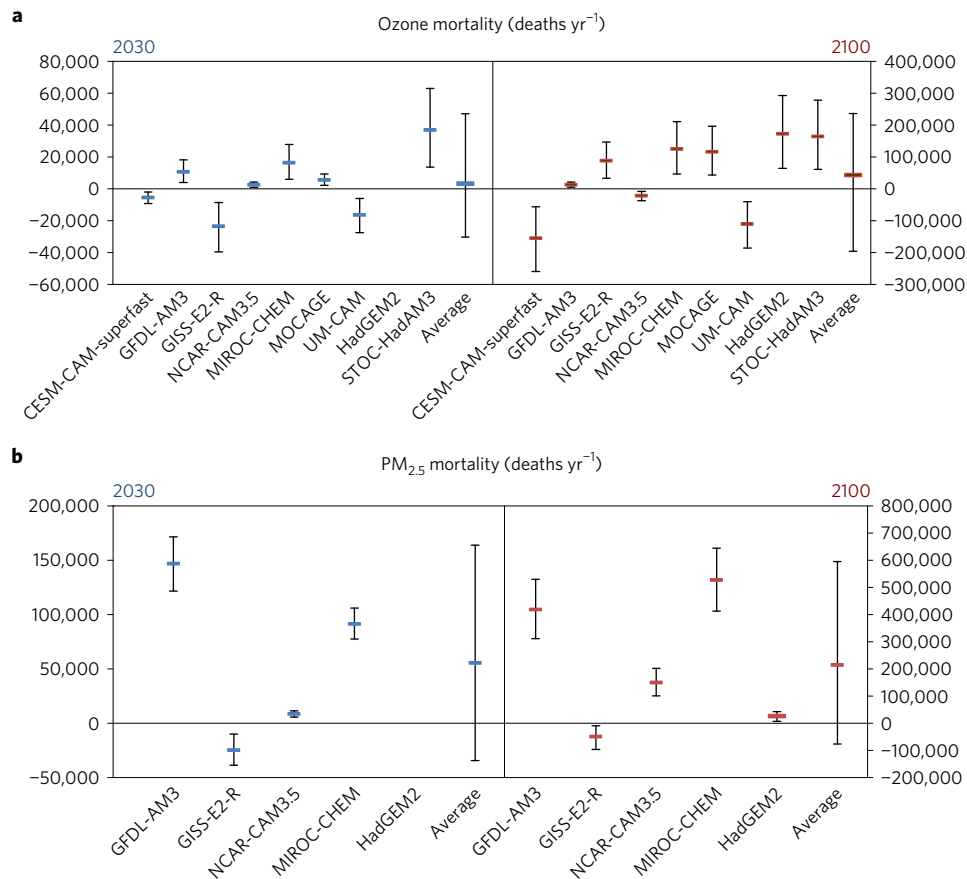 a
Ozone mortality (deaths yr⁻¹)
2030
2100
80,000
60,000
40,000
20,000
0
−20,000
−40,000
−60,000
400,000
300,000
200,000
100,000
0
−100,000
−200,000
−300,000
CESM-CAM-superfast
GFDL-AM3
GISS-E2-R
NCAR-CAM3.5
MIROC-CHEM
MOCAGE
UM-CAM
HadGEM2
STOC-HadAM3
Average
CESM-CAM-superfast
GFDL-AM3
GISS-E2-R
NCAR-CAM3.5
MIROC-CHEM
MOCAGE
UM-CAM
HadGEM2
STOC-HadAM3
Average
b
PM₂.₅ mortality (deaths yr⁻¹)
2030
2100
200,000
150,000
100,000
50,000
0
−50,000
800,000
700,000
600,000
500,000
400,000
300,000
200,000
100,000
0
−100,000
−200,000
GFDL-AM3
GISS-E2-R
NCAR-CAM3.5
MIROC-CHEM
HadGEM2
Average
GFDL-AM3
GISS-E2-R
NCAR-CAM3.5
MIROC-CHEM
HadGEM2
Average